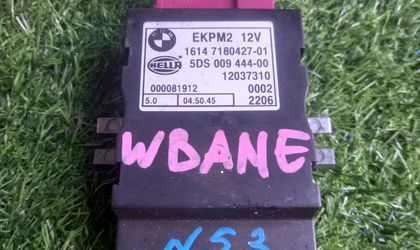 EKPM2 12V
1614 7180427-01
HELLA 5DS 009 444-00
12037310
000081912 0002
5.0 04.50.45 2206
WBANE
N52